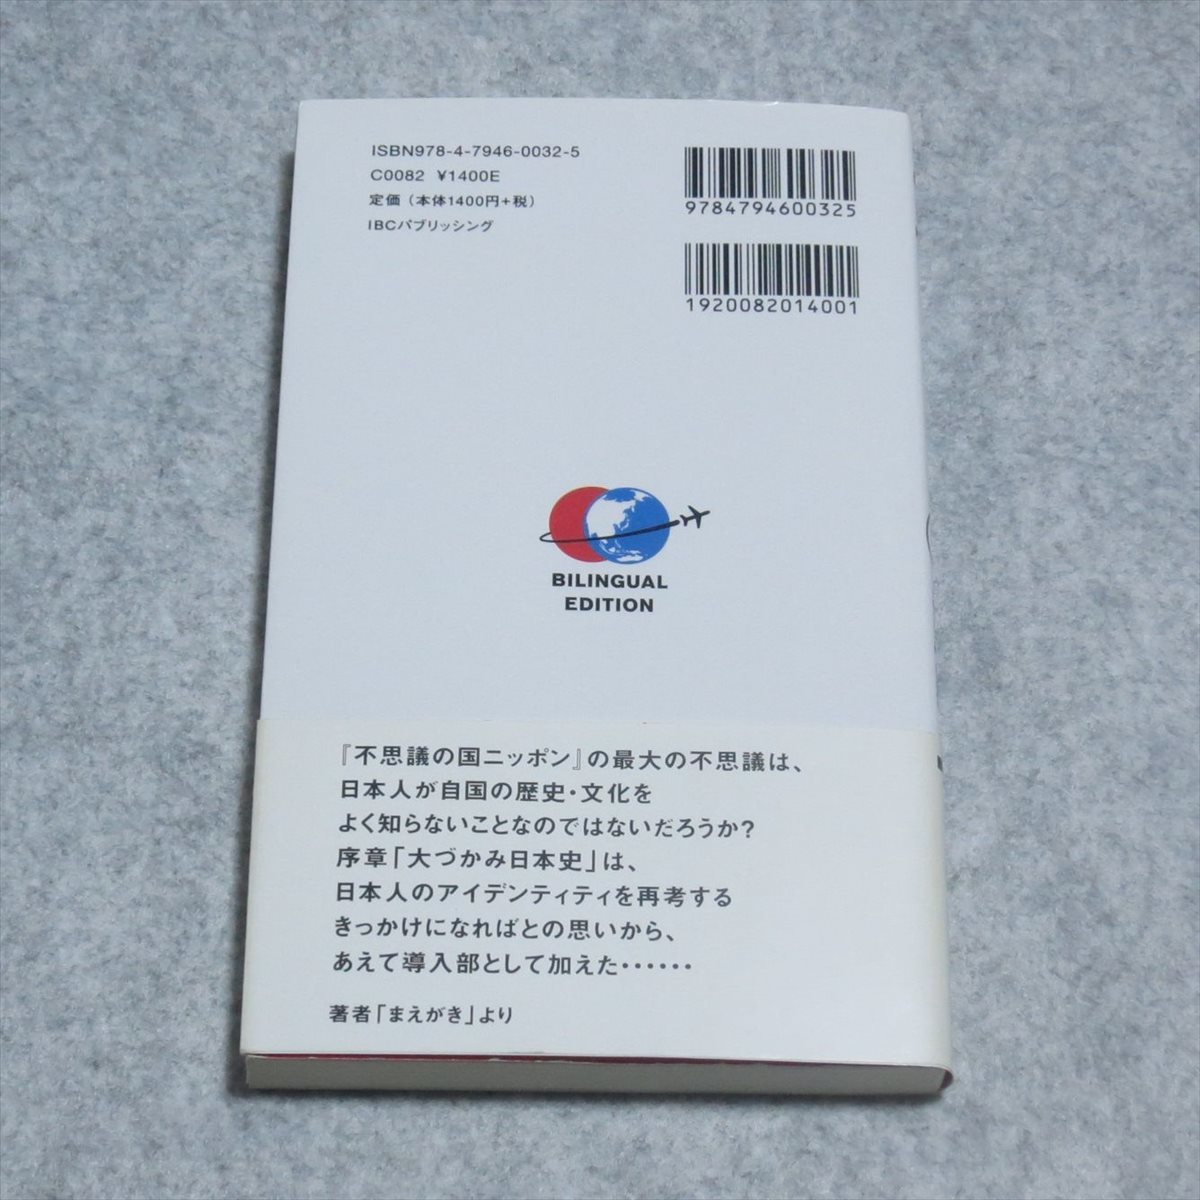 ISBN978-4-7946-0032-5
C0082 ¥1400E
定価（本体1400円+税）
IBCパブリッシング
9784794600325
1920082014001
BILINGUAL
EDITION
『不思議の国ニッポン』の最大の不思議は、
日本人が自国の歴史・文化を
よく知らないことなのではないだろうか?
序章「大づかみ日本史」は、
日本人のアイデンティティを再考する
きっかけになればとの思いから、
あえて導入部として加えた……
著者「まえがき」より